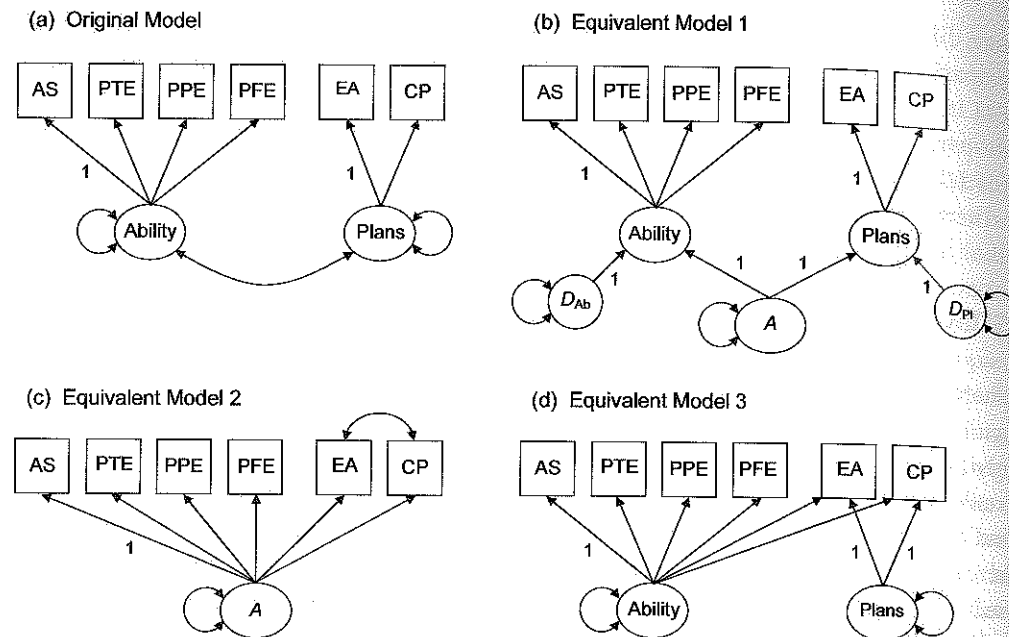 (a) Original Model
AS PTE PPE PFE EA CP
1 1
Ability Plans
(b) Equivalent Model 1
AS PTE PPE PFE EA CP
1 1
Ability Plans
1 1 1 1
D_Ab A D_Pl
(c) Equivalent Model 2
AS PTE PPE PFE EA CP
1
A
(d) Equivalent Model 3
AS PTE PPE PFE EA CP
1 1 1
Ability Plans